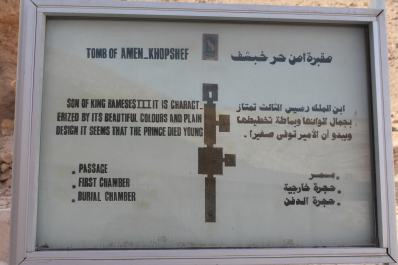 TOMB OF AMEN_KHOPSHEF
مقبرة امن حر خبشف
SON OF KING RAMESES III. IT IS CHARACT_
ERIZED BY ITS BEAUTIFUL COLOURS AND PLAIN
DESIGN IT SEEMS THAT THE PRINCE DIED YOUNG
ابن الملك رمسيس الثالث تمتاز
بجمال الوانها وبساطة تخطيطها
ويبدو أن الأمير توفى صغيرا.
• PASSAGE
• FIRST CHAMBER
• BURIAL CHAMBER
ممر •
حجرة خارجية •
حجرة الدفن •